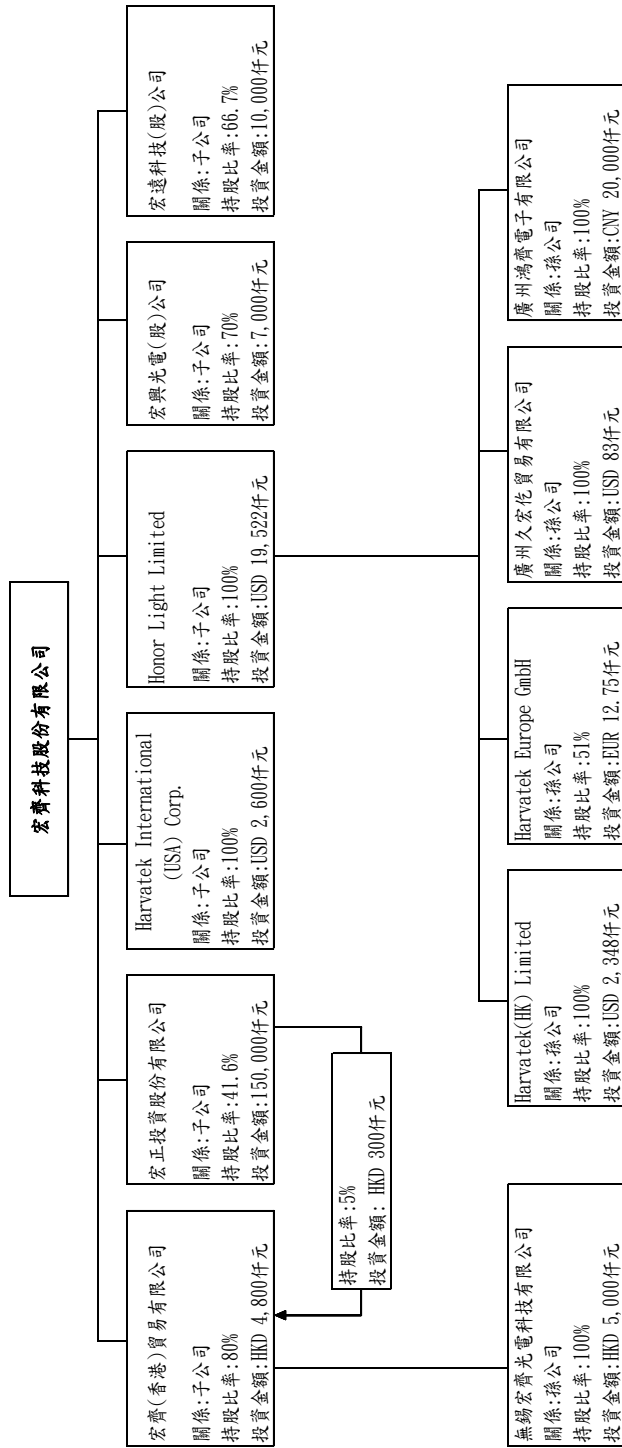 宏齊科技股份有限公司
宏齊(香港)貿易有限公司
關係:子公司
持股比率:80%
投資金額:HKD 4,800仟元
宏正投資股份有限公司
關係:子公司
持股比率:41.6%
投資金額:150,000仟元
Harvatek International
(USA) Corp.
關係:子公司
持股比率:100%
投資金額:USD 2,600仟元
Honor Light Limited
關係:子公司
持股比率:100%
投資金額:USD 19,522仟元
宏興光電(股)公司
關係:子公司
持股比率:70%
投資金額:7,000仟元
宏遠科技(股)公司
關係:子公司
持股比率:66.7%
投資金額:10,000仟元
持股比率:5%
投資金額: HKD 300仟元
無錫宏齊光電科技有限公司
關係:孫公司
持股比率:100%
投資金額:HKD 5,000仟元
Harvatek(HK) Limited
關係:孫公司
持股比率:100%
投資金額:USD 2,348仟元
Harvatek Europe GmbH
關係:孫公司
持股比率:51%
投資金額:EUR 12.75仟元
廣州久宏仡貿易有限公司
關係:孫公司
持股比率:100%
投資金額:USD 83仟元
廣州鴻齊電子有限公司
關係:孫公司
持股比率:100%
投資金額:CNY 20,000仟元